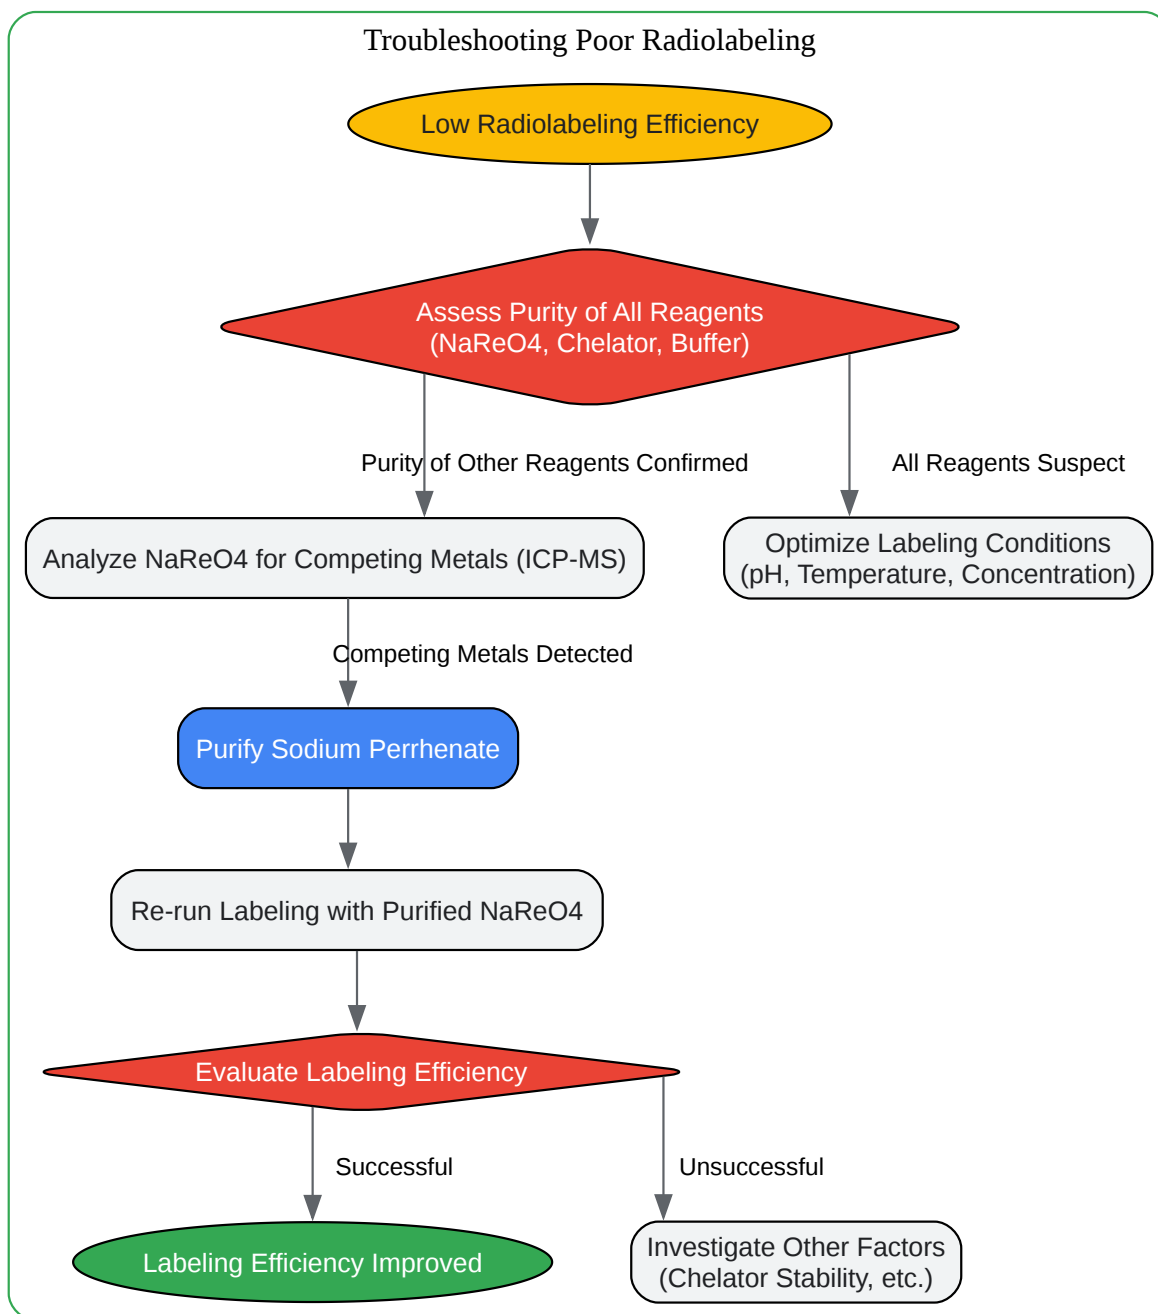 Troubleshooting Poor Radiolabeling
Low Radiolabeling Efficiency
Assess Purity of All Reagents
(NaReO4, Chelator, Buffer)
Purity of Other Reagents Confirmed
All Reagents Suspect
Analyze NaReO4 for Competing Metals (ICP-MS)
Optimize Labeling Conditions
(pH, Temperature, Concentration)
Competing Metals Detected
Purify Sodium Perrhenate
Re-run Labeling with Purified NaReO4
Evaluate Labeling Efficiency
Successful
Unsuccessful
Labeling Efficiency Improved
Investigate Other Factors
(Chelator Stability, etc.)